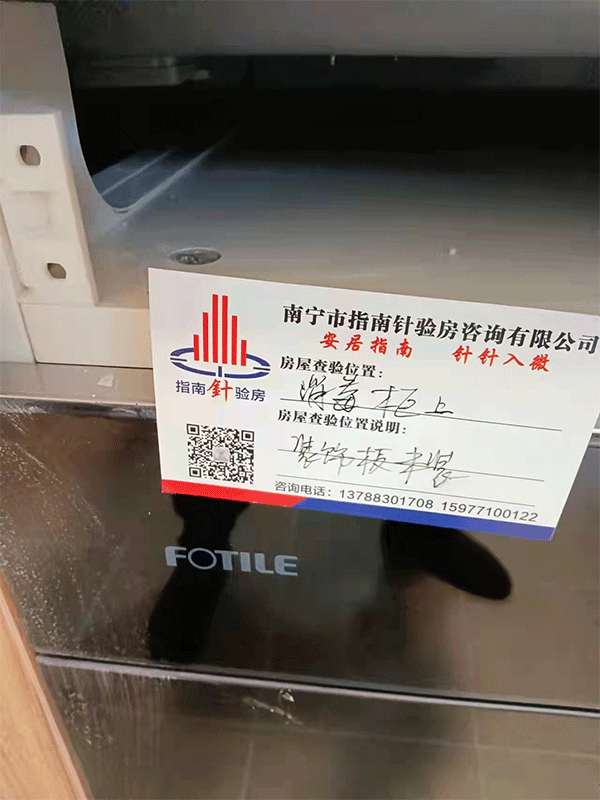 南宁市指南针验房咨询有限公司
安居指南 针针入微
指南針验房
房屋查验位置:
消毒柜上
房屋查验位置说明:
装饰板未装
咨询电话: 13788301708 15977100122
FOTILE